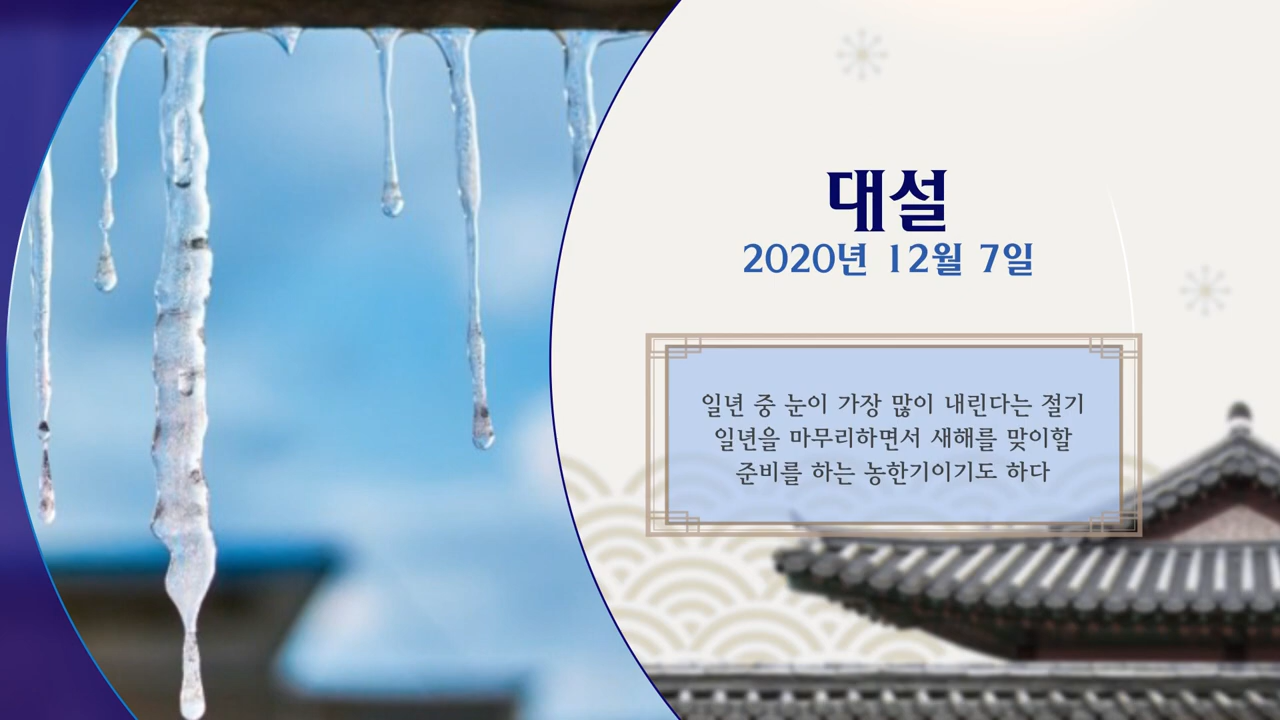 대설
2020년 12월 7일
일년 중 눈이 가장 많이 내린다는 절기
일년을 마무리하면서 새해를 맞이할
준비를 하는 농한기이기도 하다